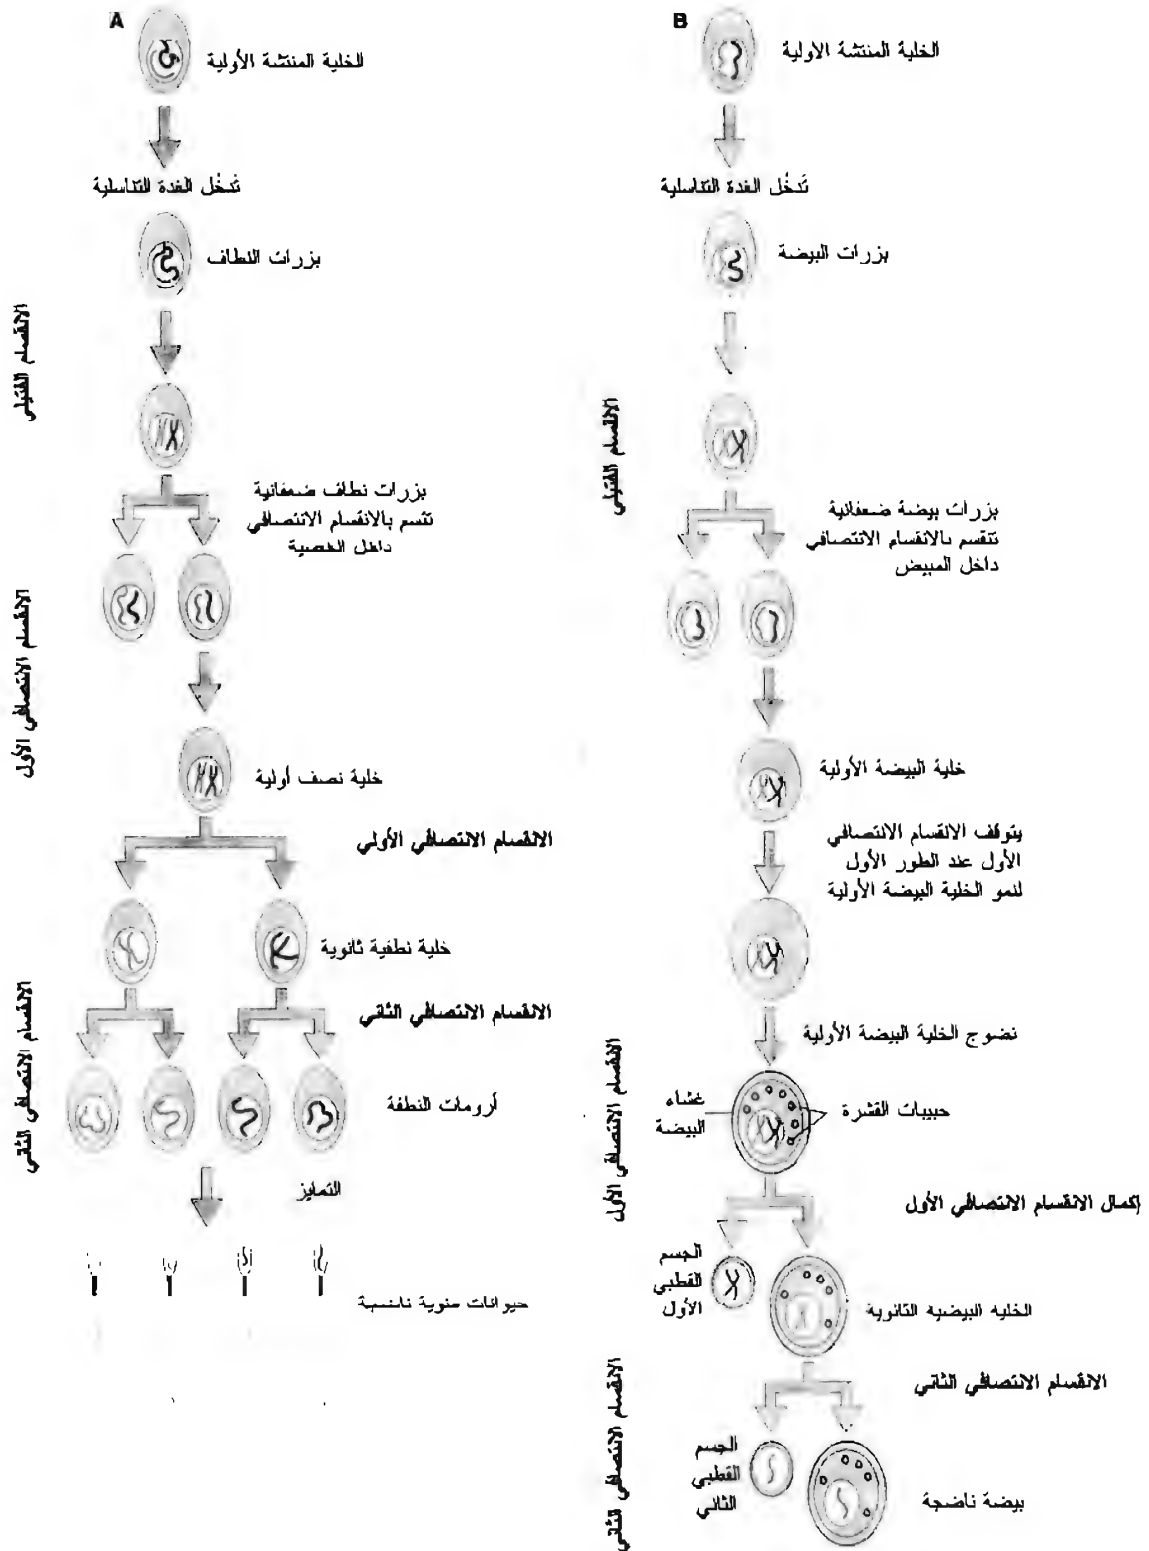 A
الخلية المنتشة الأولية
تَدخُل الغدة التناسلية
بزرات النطاف
الانقسام الفتيلي
بزرات نطاف ضعفانية
تنقسم بالانقسام الانتصافي
داخل الخصية
الانقسام الانتصافي الأول
خلية نصف أولية
الانقسام الانتصافي الأولي
خلية نطفية ثانوية
الانقسام الانتصافي الثاني
الانقسام الانتصافي الثاني
أرومات النطفة
التمايز
حيوانات منوية ناضجة
B
الخلية المنتشة الاولية
تَدخُل الغدة التناسلية
بزرات البيضة
الانقسام الفتيلي
بزرات بيضة ضعفانية
تنقسم بالانقسام الانتصافي
داخل المبيض
خلية البيضة الأولية
يتوقف الانقسام الانتصافي
الأول عند الطور الأول
لنمو الخلية البيضة الأولية
نضوج الخلية البيضة الأولية
الانقسام الانتصافي الأول
غشاء
البيضة
حبيبات القشرة
إكمال الانقسام الانتصافي الأول
الجسم
القطبي
الأول
الخليه البيضيه الثانوية
الانقسام الانتصافي الثاني
الانقسام الانتصافي الثاني
الجسم
القطبي
الثاني
بيضة ناضجة